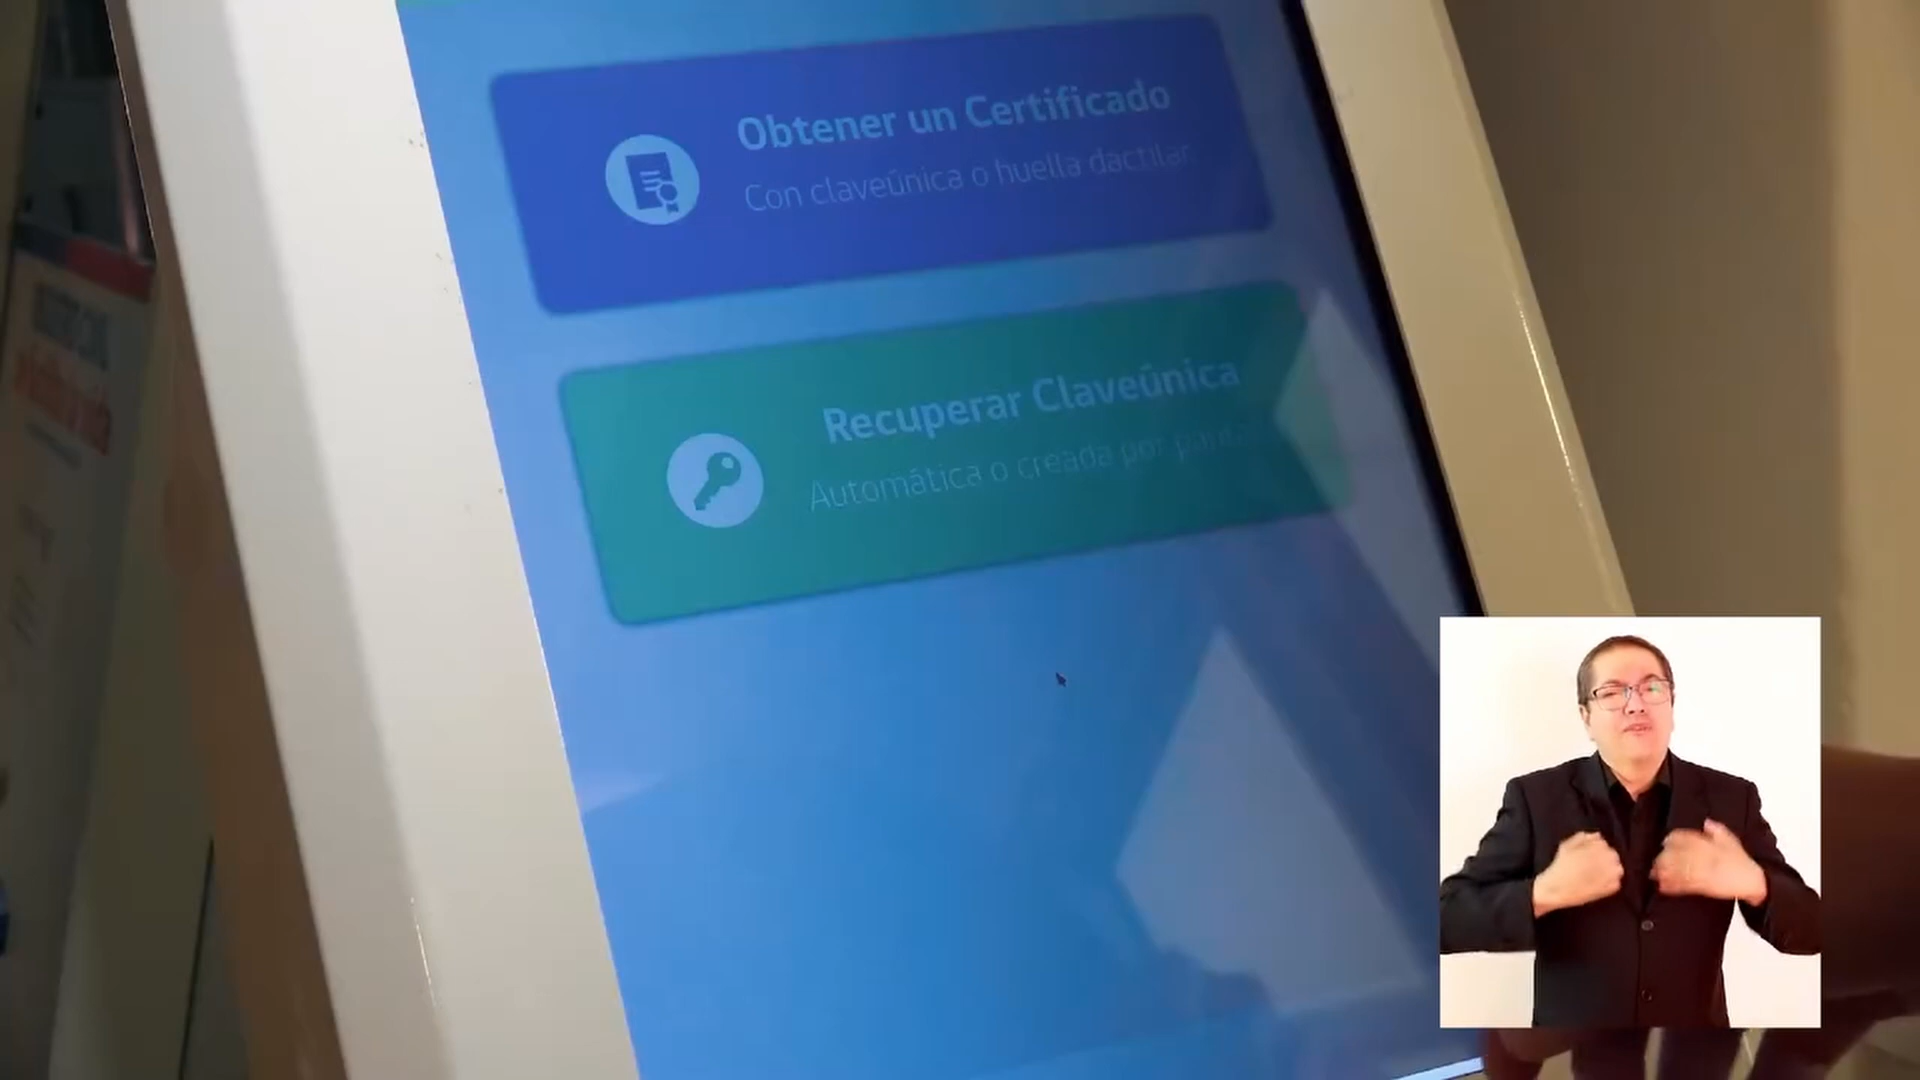 Obtener un Certificado
Con claveúnica o huella dactilar
Recuperar Claveúnica
Automática o creada por